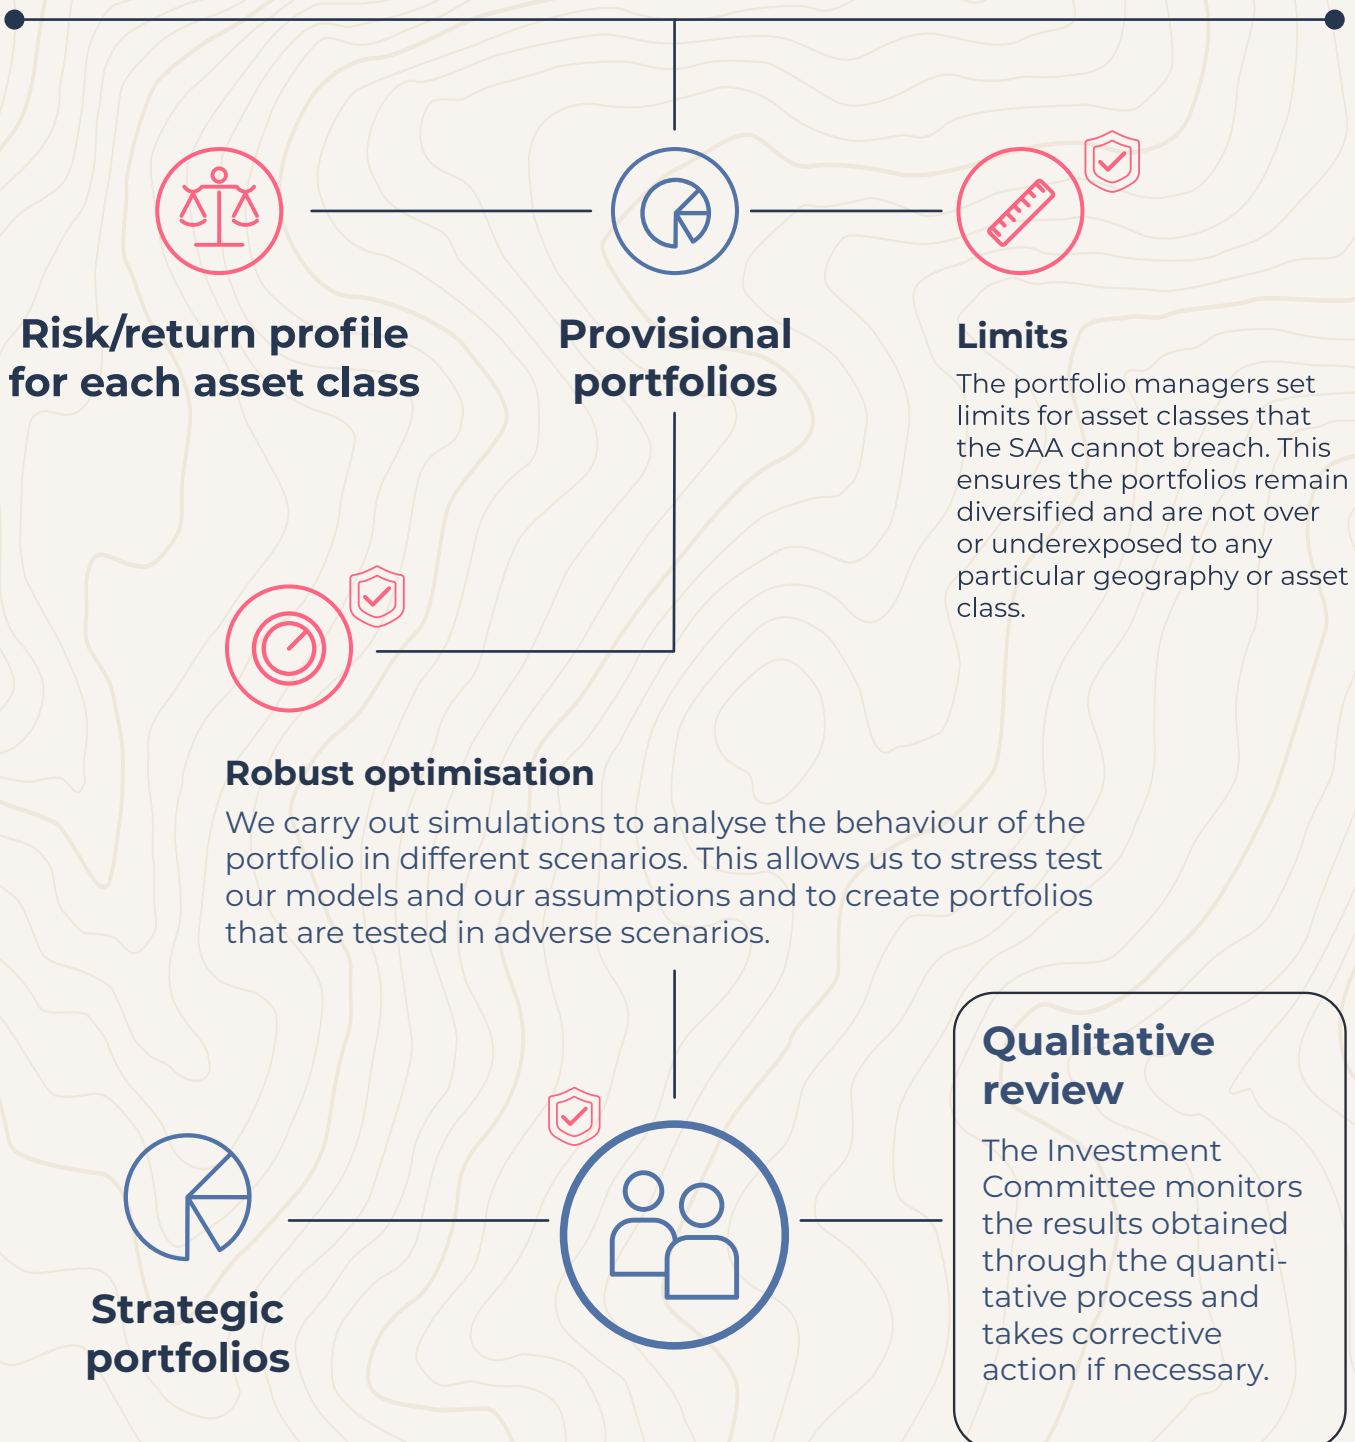 Risk/return profile
for each asset class
Provisional
portfolios
Limits
The portfolio managers set
limits for asset classes that
the SAA cannot breach. This
ensures the portfolios remain
diversified and are not over
or underexposed to any
particular geography or asset
class.
Robust optimisation
We carry out simulations to analyse the behaviour of the
portfolio in different scenarios. This allows us to stress test
our models and our assumptions and to create portfolios
that are tested in adverse scenarios.
Strategic
portfolios
Qualitative
review
The Investment
Committee monitors
the results obtained
through the quanti-
tative process and
takes corrective
action if necessary.